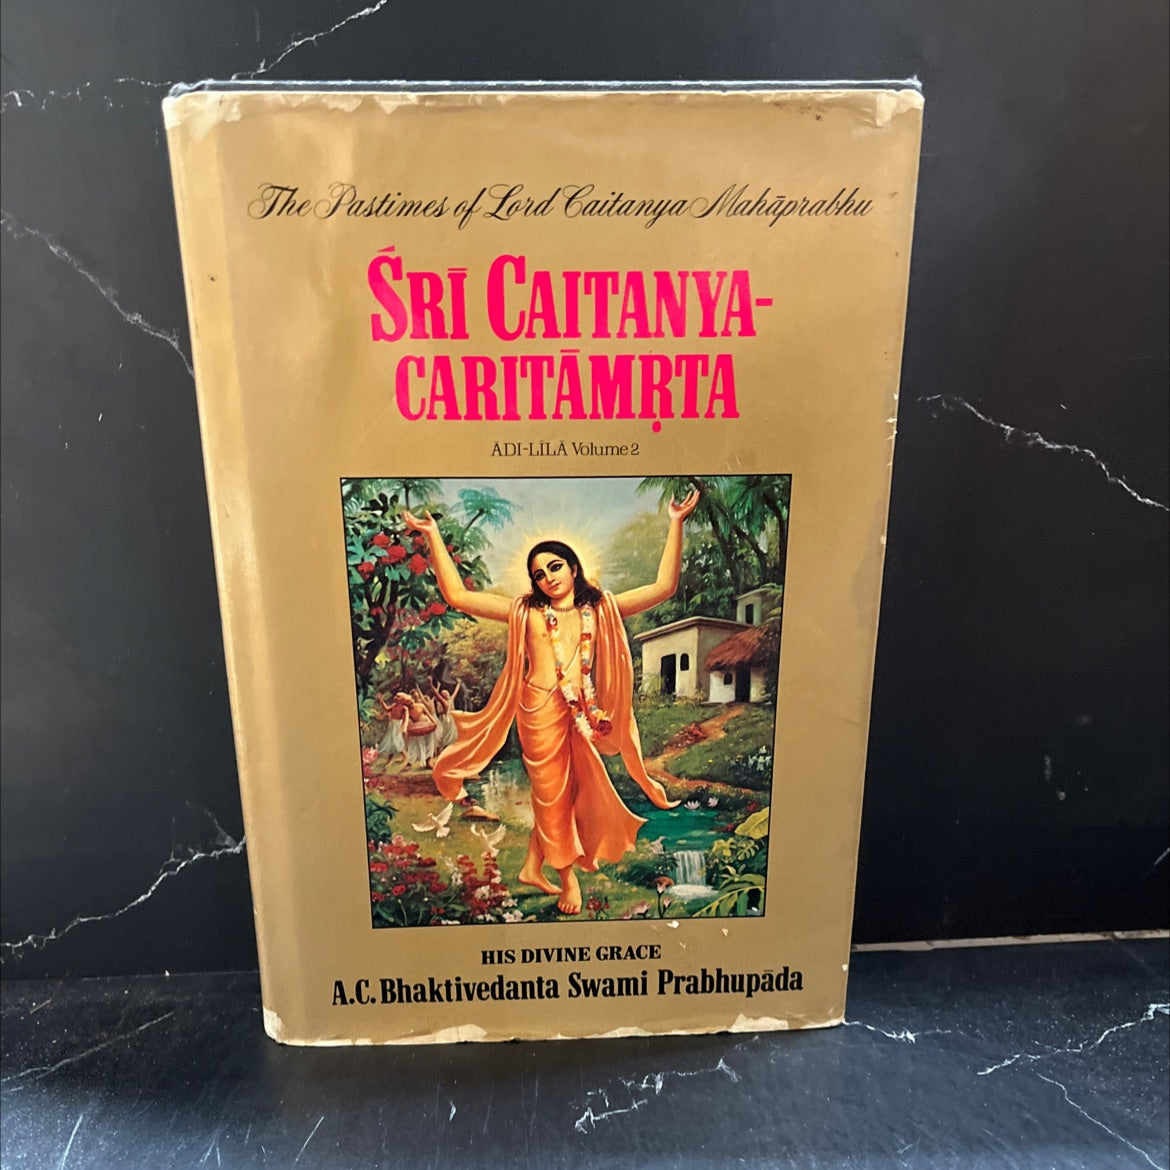 The Pastimes of Lord Caitanya Mahāprabhu
ŚRĪ CAITANYA-
CARITĀMṚTA
ĀDI-LĪLĀ Volume 2
HIS DIVINE GRACE
A.C. Bhaktivedanta Swami Prabhupāda